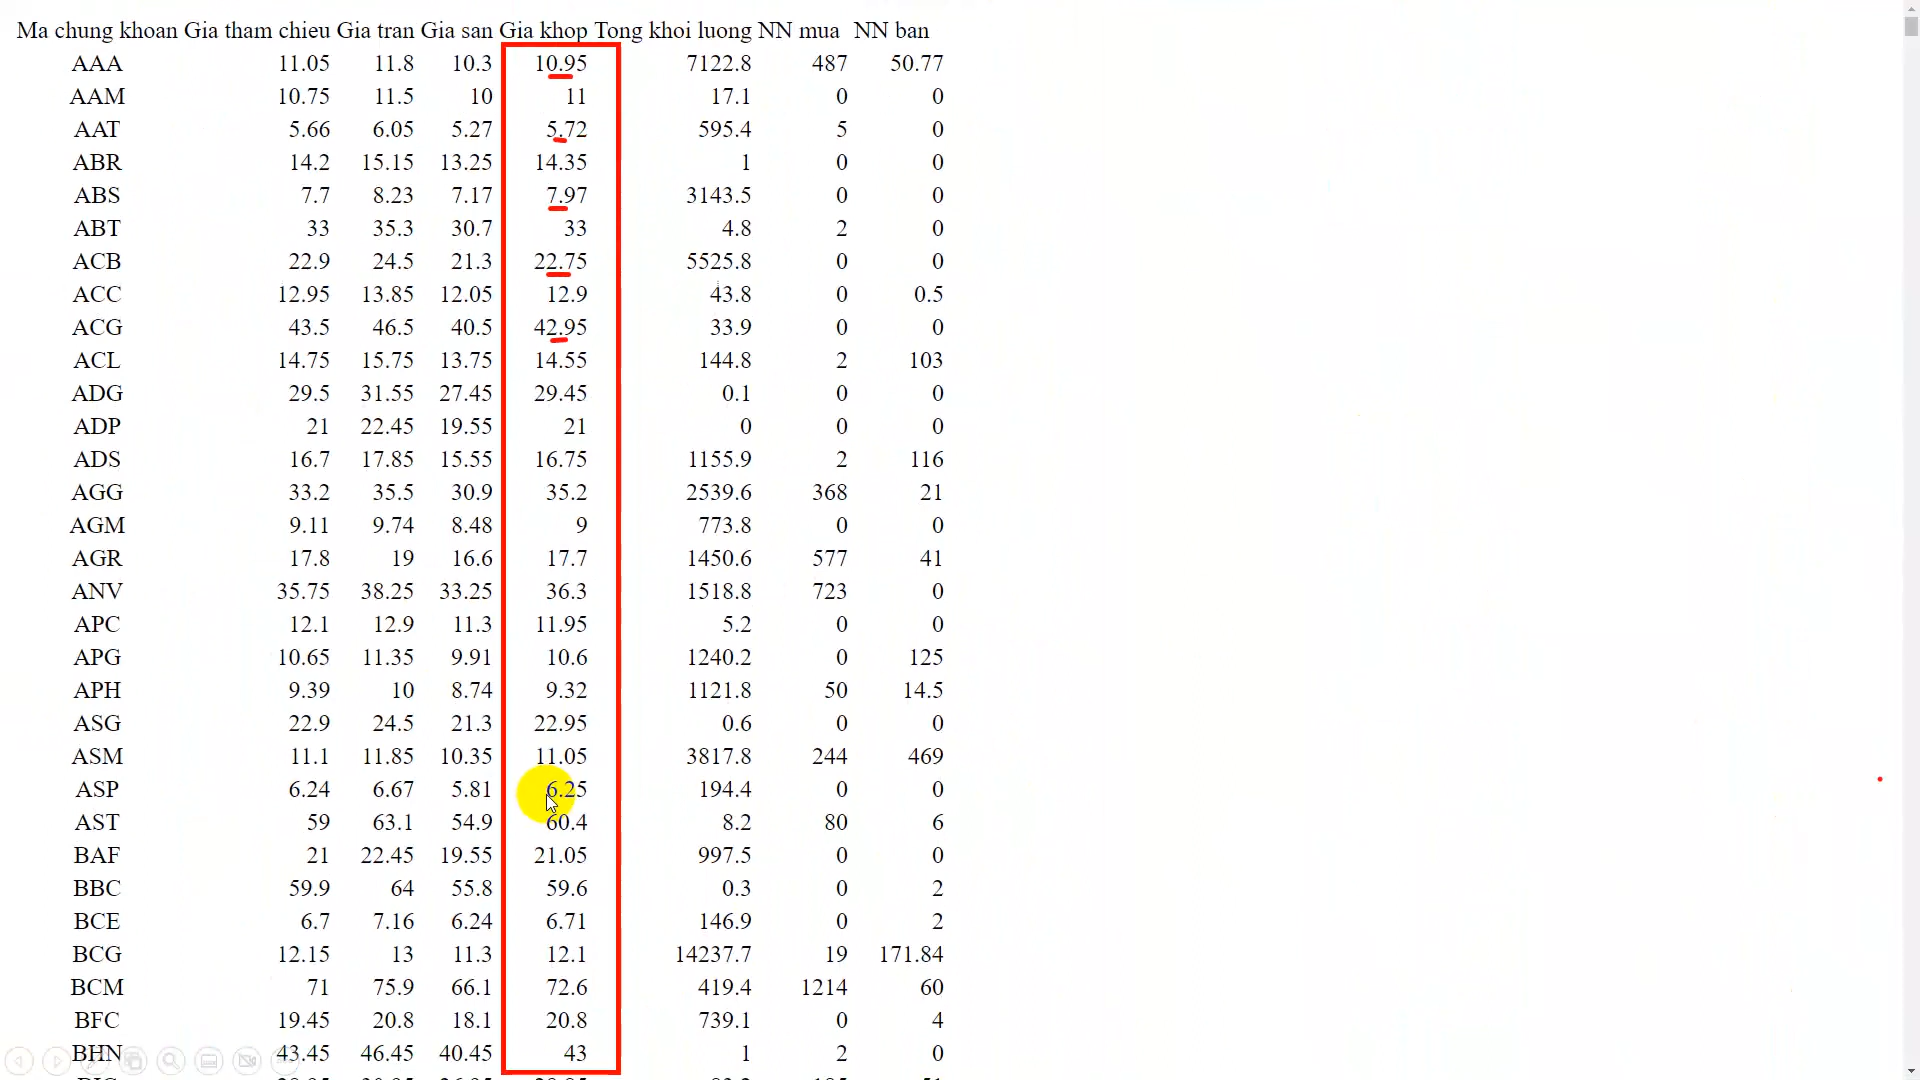 Ma chung khoan Gia tham chieu Gia tran Gia san Gia khop Tong khoi luong NN mua NN ban
AAA 11.05 11.8 10.3 10.95 7122.8 487 50.77
AAM 10.75 11.5 10 11 17.1 0 0
AAT 5.66 6.05 5.27 5.72 595.4 5 0
ABR 14.2 15.15 13.25 14.35 1 0 0
ABS 7.7 8.23 7.17 7.97 3143.5 0 0
ABT 33 35.3 30.7 33 4.8 2 0
ACB 22.9 24.5 21.3 22.75 5525.8 0 0
ACC 12.95 13.85 12.05 12.9 43.8 0 0.5
ACG 43.5 46.5 40.5 42.95 33.9 0 0
ACL 14.75 15.75 13.75 14.55 144.8 2 103
ADG 29.5 31.55 27.45 29.45 0.1 0 0
ADP 21 22.45 19.55 21 0 0 0
ADS 16.7 17.85 15.55 16.75 1155.9 2 116
AGG 33.2 35.5 30.9 35.2 2539.6 368 21
AGM 9.11 9.74 8.48 9 773.8 0 0
AGR 17.8 19 16.6 17.7 1450.6 577 41
ANV 35.75 38.25 33.25 36.3 1518.8 723 0
APC 12.1 12.9 11.3 11.95 5.2 0 0
APG 10.65 11.35 9.91 10.6 1240.2 0 125
APH 9.39 10 8.74 9.32 1121.8 50 14.5
ASG 22.9 24.5 21.3 22.95 0.6 0 0
ASM 11.1 11.85 10.35 11.05 3817.8 244 469
ASP 6.24 6.67 5.81 6.25 194.4 0 0
AST 59 63.1 54.9 60.4 8.2 80 6
BAF 21 22.45 19.55 21.05 997.5 0 0
BBC 59.9 64 55.8 59.6 0.3 0 2
BCE 6.7 7.16 6.24 6.71 146.9 0 2
BCG 12.15 13 11.3 12.1 14237.7 19 171.84
BCM 71 75.9 66.1 72.6 419.4 1214 60
BFC 19.45 20.8 18.1 20.8 739.1 0 4
BHN 43.45 46.45 40.45 43 1 2 0